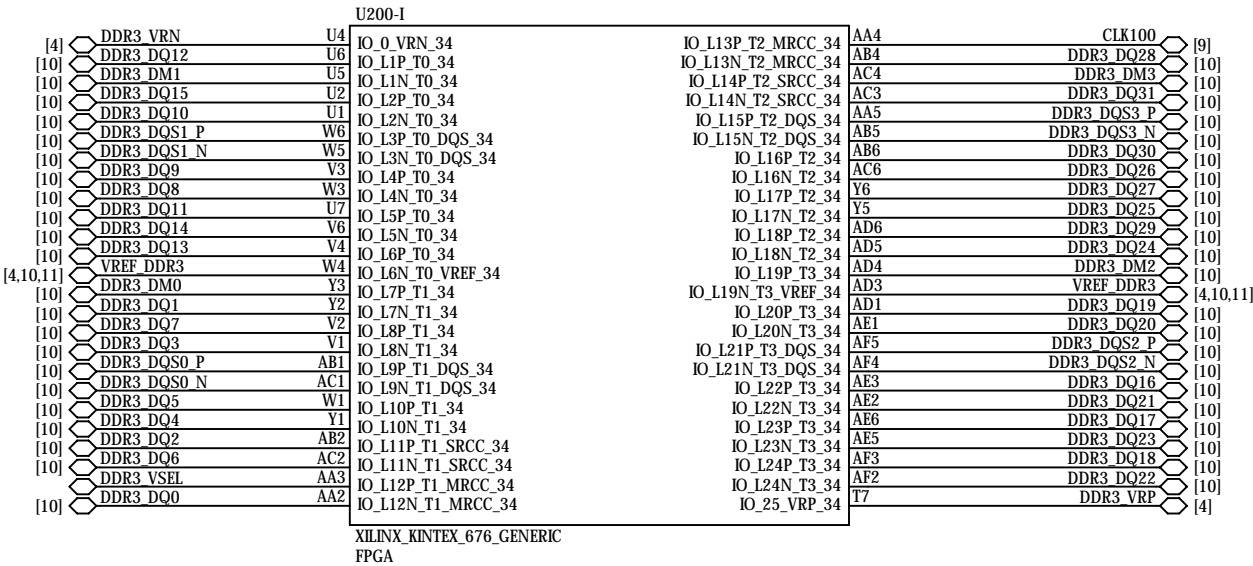 U200-I
[4] DDR3_VRN U4 IO_0_VRN_34 IO_L13P_T2_MRCC_34 AA4 CLK100 [9]
[10] DDR3_DQ12 U6 IO_L1P_T0_34 IO_L13N_T2_MRCC_34 AB4 DDR3_DQ28 [10]
[10] DDR3_DM1 U5 IO_L1N_T0_34 IO_L14P_T2_SRCC_34 AC4 DDR3_DM3 [10]
[10] DDR3_DQ15 U2 IO_L2P_T0_34 IO_L14N_T2_SRCC_34 AC3 DDR3_DQ31 [10]
[10] DDR3_DQ10 U1 IO_L2N_T0_34 IO_L15P_T2_DQS_34 AA5 DDR3_DQS3_P [10]
[10] DDR3_DQS1_P W6 IO_L3P_T0_DQS_34 IO_L15N_T2_DQS_34 AB5 DDR3_DQS3_N [10]
[10] DDR3_DQS1_N W5 IO_L3N_T0_DQS_34 IO_L16P_T2_34 AB6 DDR3_DQ30 [10]
[10] DDR3_DQ9 V3 IO_L4P_T0_34 IO_L16N_T2_34 AC6 DDR3_DQ26 [10]
[10] DDR3_DQ8 W3 IO_L4N_T0_34 IO_L17P_T2_34 Y6 DDR3_DQ27 [10]
[10] DDR3_DQ11 U7 IO_L5P_T0_34 IO_L17N_T2_34 Y5 DDR3_DQ25 [10]
[10] DDR3_DQ14 V6 IO_L5N_T0_34 IO_L18P_T2_34 AD6 DDR3_DQ29 [10]
[10] DDR3_DQ13 V4 IO_L6P_T0_34 IO_L18N_T2_34 AD5 DDR3_DQ24 [10]
[4,10,11] VREF_DDR3 W4 IO_L6N_T0_VREF_34 IO_L19P_T3_34 AD4 DDR3_DM2 [10]
[10] DDR3_DM0 Y3 IO_L7P_T1_34 IO_L19N_T3_VREF_34 AD3 VREF_DDR3 [4,10,11]
[10] DDR3_DQ1 Y2 IO_L7N_T1_34 IO_L20P_T3_34 AD1 DDR3_DQ19 [10]
[10] DDR3_DQ7 V2 IO_L8P_T1_34 IO_L20N_T3_34 AE1 DDR3_DQ20 [10]
[10] DDR3_DQ3 V1 IO_L8N_T1_34 IO_L21P_T3_DQS_34 AF5 DDR3_DQS2_P [10]
[10] DDR3_DQS0_P AB1 IO_L9P_T1_DQS_34 IO_L21N_T3_DQS_34 AF4 DDR3_DQS2_N [10]
[10] DDR3_DQS0_N AC1 IO_L9N_T1_DQS_34 IO_L22P_T3_34 AE3 DDR3_DQ16 [10]
[10] DDR3_DQ5 W1 IO_L10P_T1_34 IO_L22N_T3_34 AE2 DDR3_DQ21 [10]
[10] DDR3_DQ4 Y1 IO_L10N_T1_34 IO_L23P_T3_34 AE6 DDR3_DQ17 [10]
[10] DDR3_DQ2 AB2 IO_L11P_T1_SRCC_34 IO_L23N_T3_34 AE5 DDR3_DQ23 [10]
[10] DDR3_DQ6 AC2 IO_L11N_T1_SRCC_34 IO_L24P_T3_34 AF3 DDR3_DQ18 [10]
DDR3_VSEL AA3 IO_L12P_T1_MRCC_34 IO_L24N_T3_34 AF2 DDR3_DQ22 [10]
[10] DDR3_DQ0 AA2 IO_L12N_T1_MRCC_34 IO_25_VRP_34 T7 DDR3_VRP [4]
XILINX_KINTEX_676_GENERIC
FPGA